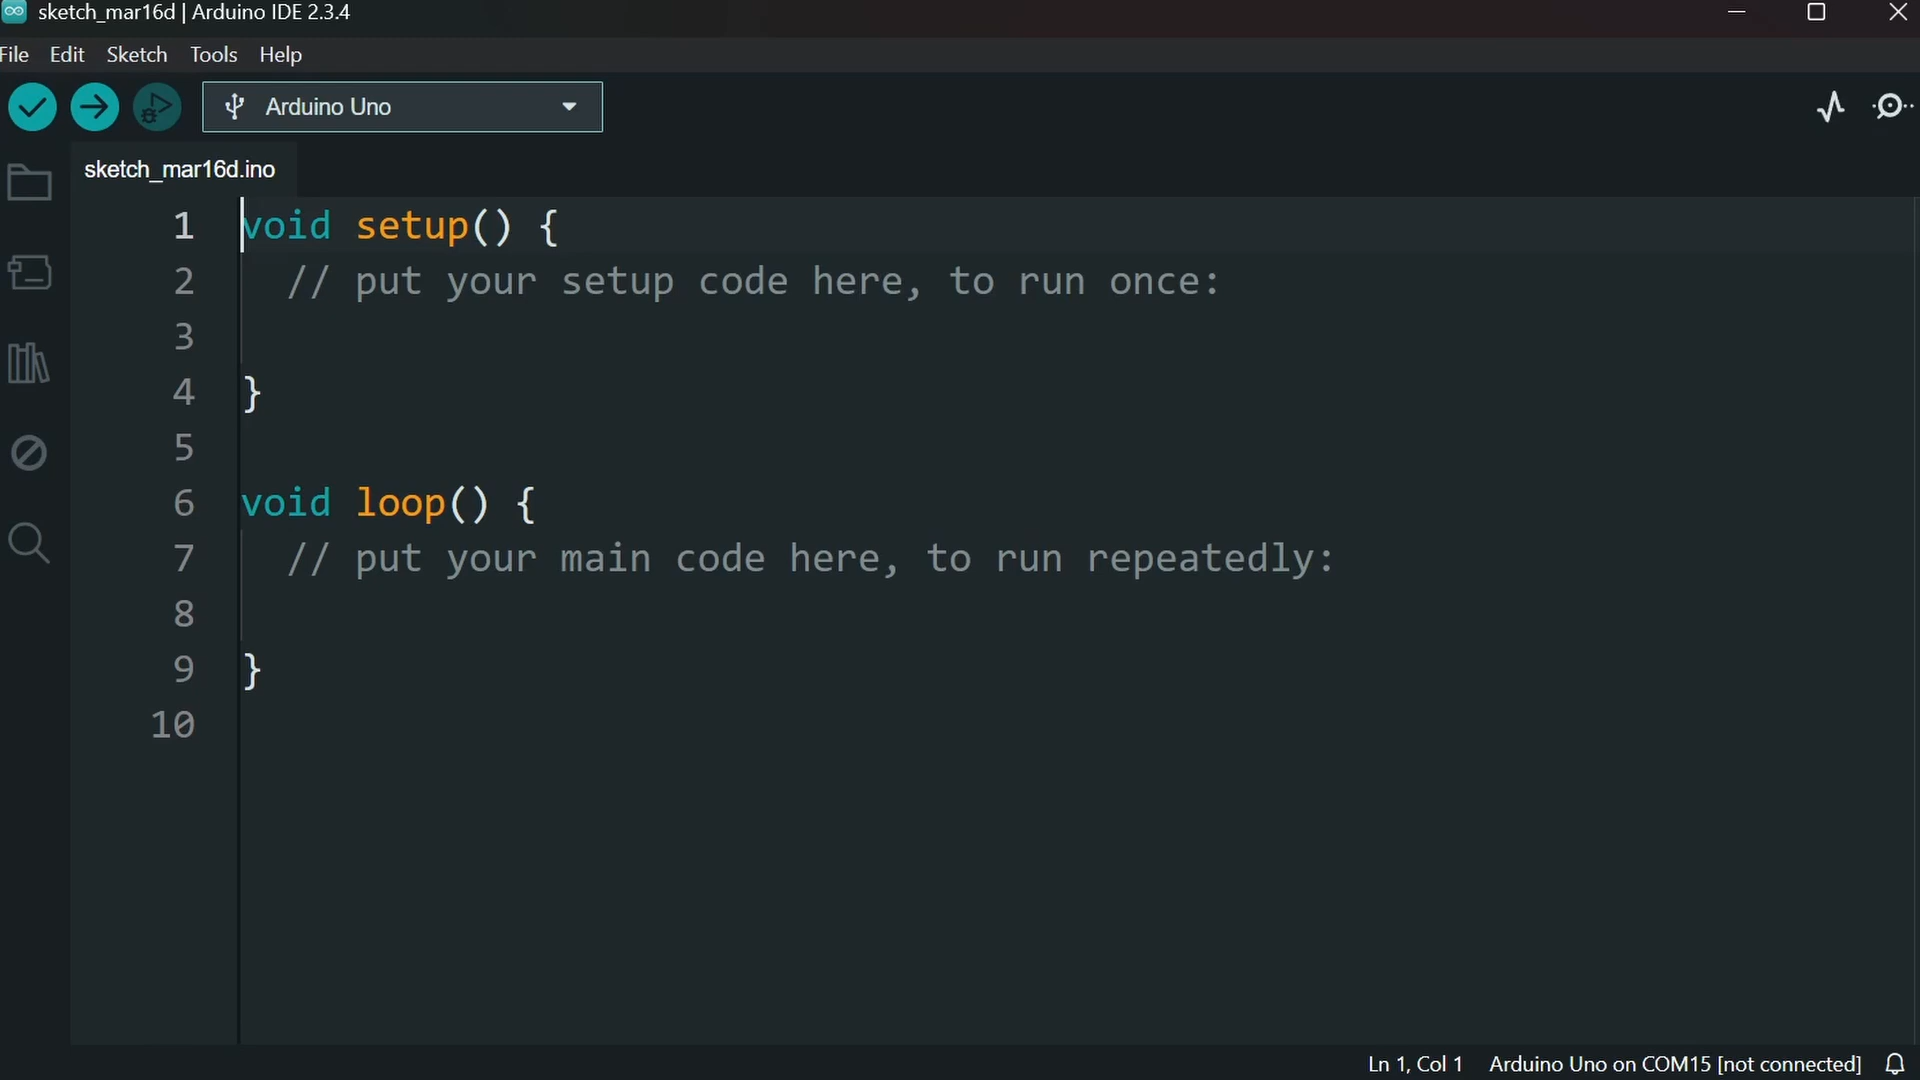 sketch_mar16d | Arduino IDE 2.3.4
File Edit Sketch Tools Help
Arduino Uno
sketch_mar16d.ino
1 void setup() {
2 // put your setup code here, to run once:
3
4 }
5
6 void loop() {
7 // put your main code here, to run repeatedly:
8
9 }
10
Ln 1, Col 1 Arduino Uno on COM15 [not connected]